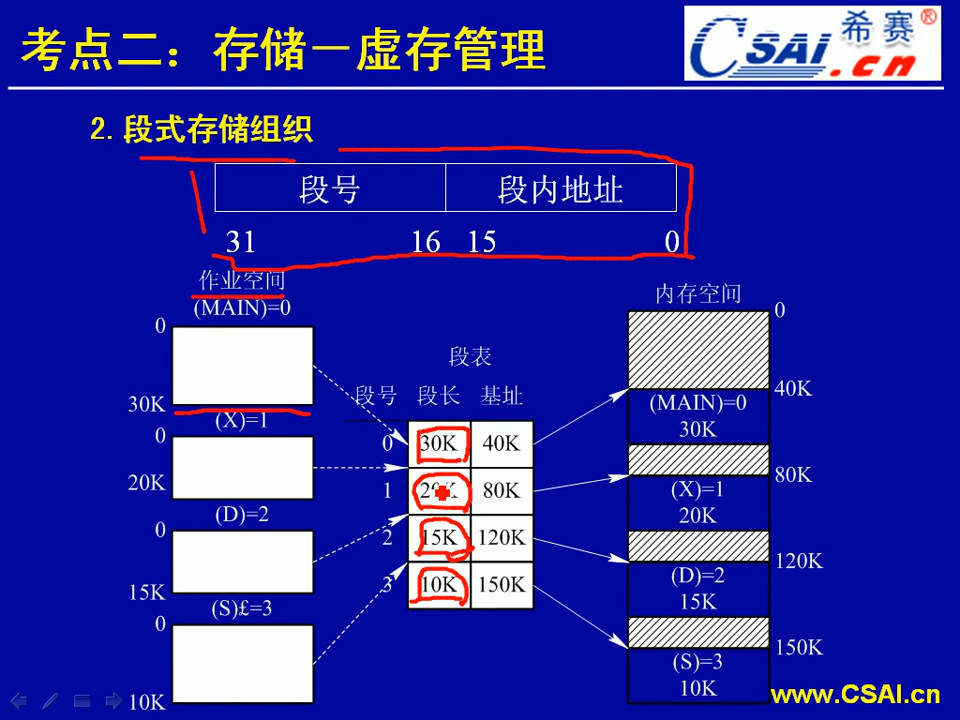 考点二：存储－虚存管理
CSAI.cn
希赛®
2.段式存储组织
段号 段内地址
31 16 15 0
作业空间
(MAIN)=0
0
30K
(X)=1
0
20K
(D)=2
0
15K
(S)£=3
0
10K
段表
段号 段长 基址
0 30K 40K
1 20K 80K
2 15K 120K
3 10K 150K
内存空间
0
40K
(MAIN)=0
30K
80K
(X)=1
20K
120K
(D)=2
15K
150K
(S)=3
10K
www.CSAI.cn